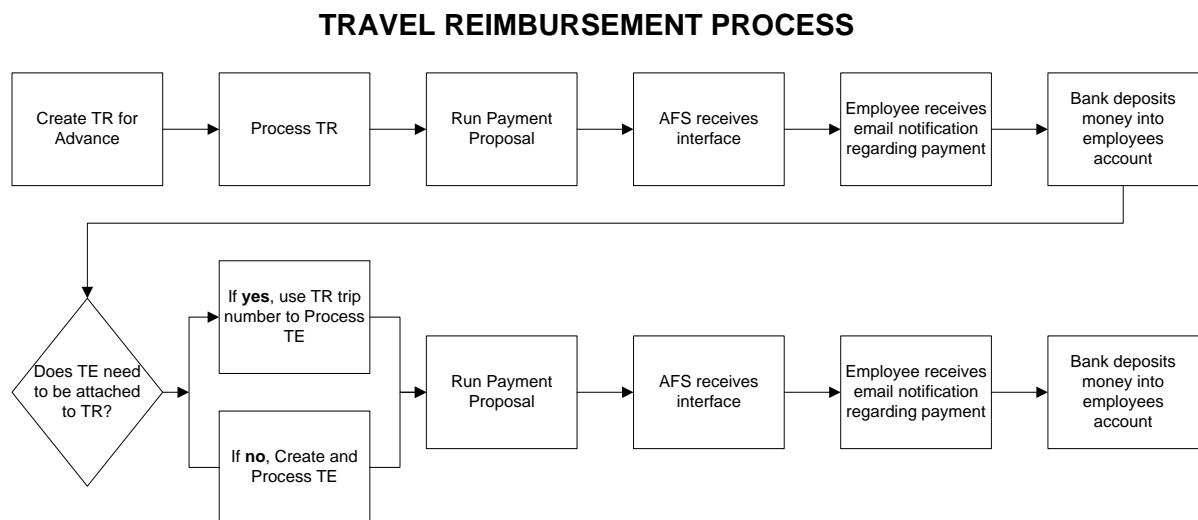 TRAVEL REIMBURSEMENT PROCESS
Create TR for
Advance
Process TR
Run Payment
Proposal
AFS receives
interface
Employee receives
email notification
regarding payment
Bank deposits
money into
employees
account
Does TE need
to be attached
to TR?
If yes, use TR trip
number to Process
TE
If no, Create and
Process TE
Run Payment
Proposal
AFS receives
interface
Employee receives
email notification
regarding payment
Bank deposits
money into
employees
account